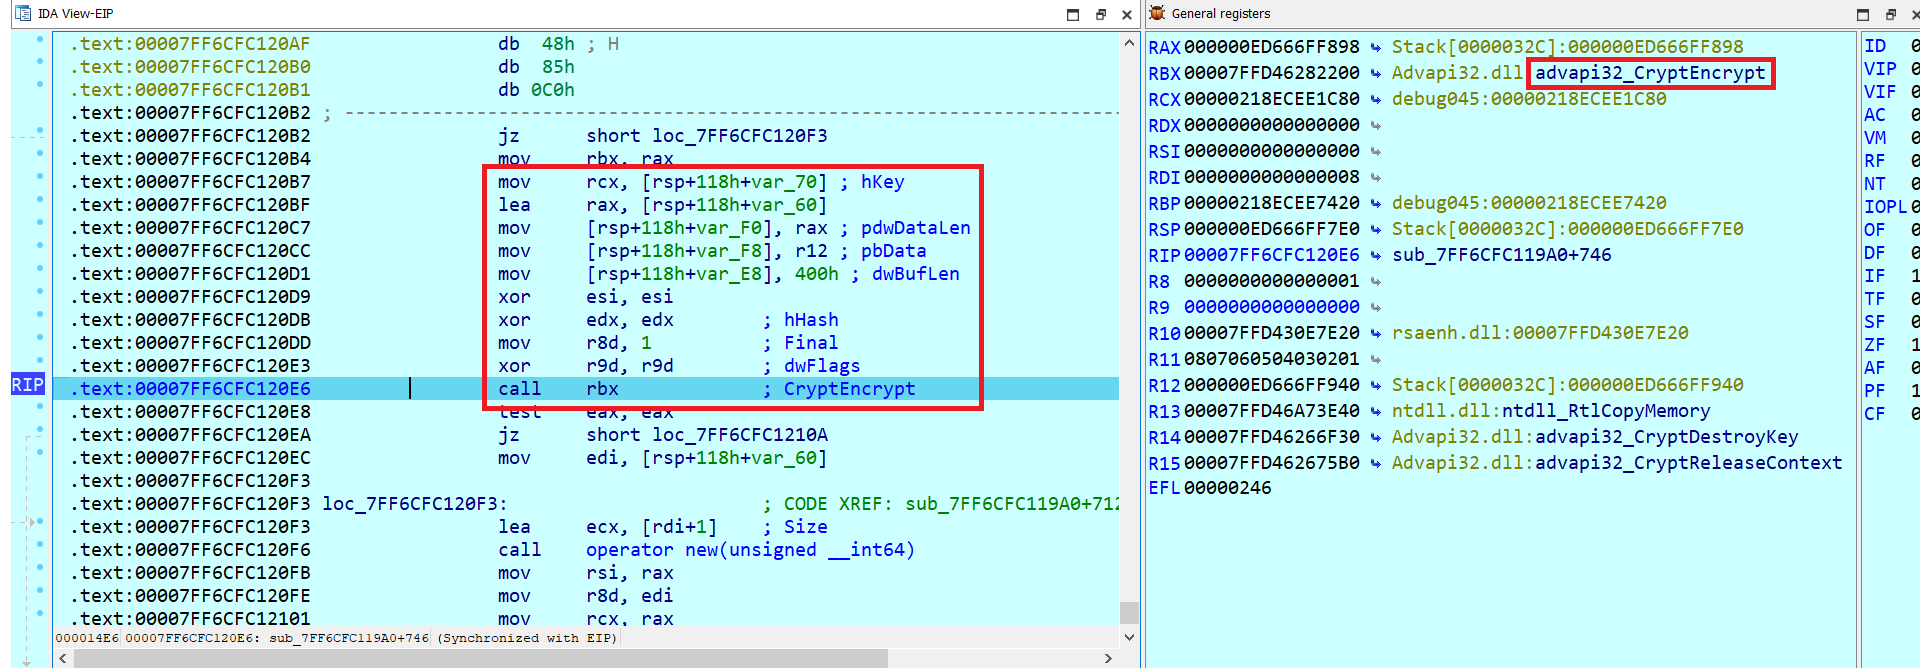 IDA View-EIP
.text:00007FF6CFC120AF db 48h ; H
.text:00007FF6CFC120B0 db 85h
.text:00007FF6CFC120B1 db 0C0h
.text:00007FF6CFC120B2 ; ---------------------------------------------------------------------------
.text:00007FF6CFC120B2 jz short loc_7FF6CFC120F3
.text:00007FF6CFC120B4 mov rbx, rax
.text:00007FF6CFC120B7 mov rcx, [rsp+118h+var_70] ; hKey
.text:00007FF6CFC120BF lea rax, [rsp+118h+var_60]
.text:00007FF6CFC120C7 mov [rsp+118h+var_F0], rax ; pdwDataLen
.text:00007FF6CFC120CC mov [rsp+118h+var_F8], r12 ; pbData
.text:00007FF6CFC120D1 mov [rsp+118h+var_E8], 400h ; dwBufLen
.text:00007FF6CFC120D9 xor esi, esi
.text:00007FF6CFC120DB xor edx, edx ; hHash
.text:00007FF6CFC120DD mov r8d, 1 ; Final
.text:00007FF6CFC120E3 xor r9d, r9d ; dwFlags
RIP .text:00007FF6CFC120E6 call rbx ; CryptEncrypt
.text:00007FF6CFC120E8 test eax, eax
.text:00007FF6CFC120EA jz short loc_7FF6CFC1210A
.text:00007FF6CFC120EC mov edi, [rsp+118h+var_60]
.text:00007FF6CFC120F3
.text:00007FF6CFC120F3 loc_7FF6CFC120F3: ; CODE XREF: sub_7FF6CFC119A0+712
.text:00007FF6CFC120F3 lea ecx, [rdi+1] ; Size
.text:00007FF6CFC120F6 call operator new(unsigned __int64)
.text:00007FF6CFC120FB mov rsi, rax
.text:00007FF6CFC120FE mov r8d, edi
.text:00007FF6CFC12101 mov rcx, rax
000014E6 00007FF6CFC120E6: sub_7FF6CFC119A0+746 (Synchronized with EIP)
General registers
RAX 000000ED666FF898 Stack[0000032C]:000000ED666FF898
RBX 00007FFD46282200 Advapi32.dll:advapi32_CryptEncrypt
RCX 00000218ECEE1C80 debug045:00000218ECEE1C80
RDX 0000000000000000
RSI 0000000000000000
RDI 0000000000000008
RBP 00000218ECEE7420 debug045:00000218ECEE7420
RSP 000000ED666FF7E0 Stack[0000032C]:000000ED666FF7E0
RIP 00007FF6CFC120E6 sub_7FF6CFC119A0+746
R8 0000000000000001
R9 0000000000000000
R10 00007FFD430E7E20 rsaenh.dll:00007FFD430E7E20
R11 0807060504030201
R12 000000ED666FF940 Stack[0000032C]:000000ED666FF940
R13 00007FFD46A73E40 ntdll.dll:ntdll_RtlCopyMemory
R14 00007FFD46266F30 Advapi32.dll:advapi32_CryptDestroyKey
R15 00007FFD462675B0 Advapi32.dll:advapi32_CryptReleaseContext
EFL 00000246
ID 0
VIP 0
VIF 0
AC 0
VM 0
RF 0
NT 0
IOPL 0
OF 0
DF 0
IF 1
TF 0
SF 0
ZF 1
AF 0
PF 1
CF 0